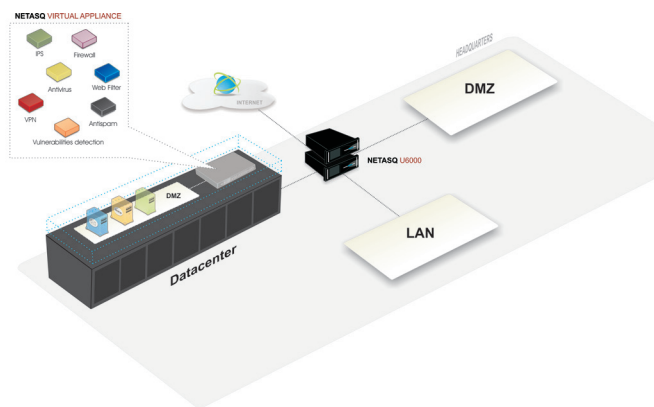 NETASQ VIRTUAL APPLIANCE
IPS
Firewall
Antivirus
Web Filter
VPN
Antispam
Vulnerabilities detection
INTERNET
HEADQUARTERS
DMZ
NETASQ U6000
DMZ
LAN
Datacenter